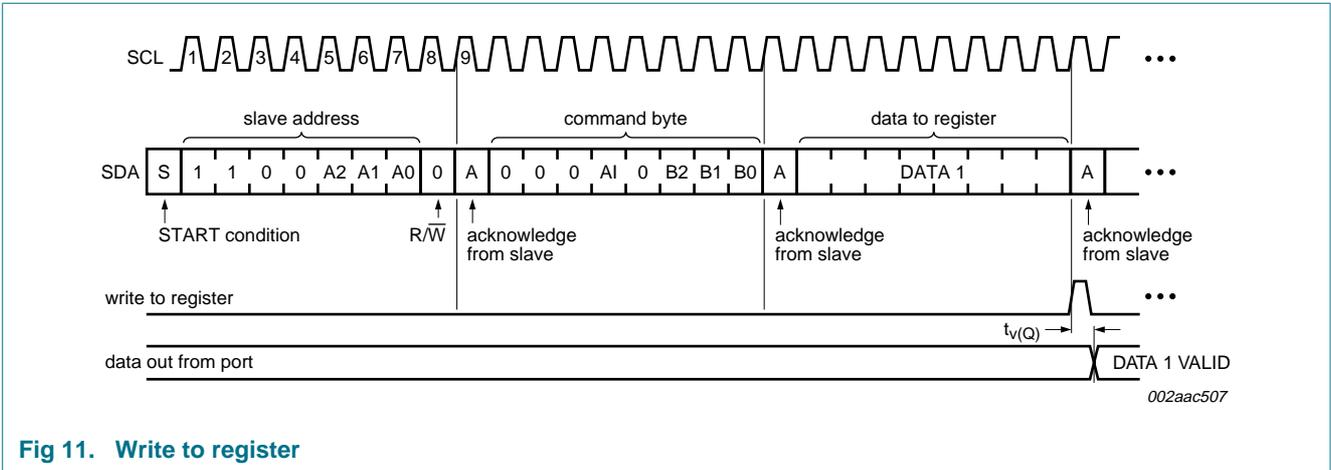 SCL 1 2 3 4 5 6 7 8 9
slave address command byte data to register
SDA S 1 1 0 0 A2 A1 A0 0 A 0 0 0 AI 0 B2 B1 B0 A DATA 1 A
START condition R/W̅ acknowledge acknowledge acknowledge
from slave from slave from slave
write to register
tv(Q)
data out from port DATA 1 VALID
002aac507
Fig 11. Write to register